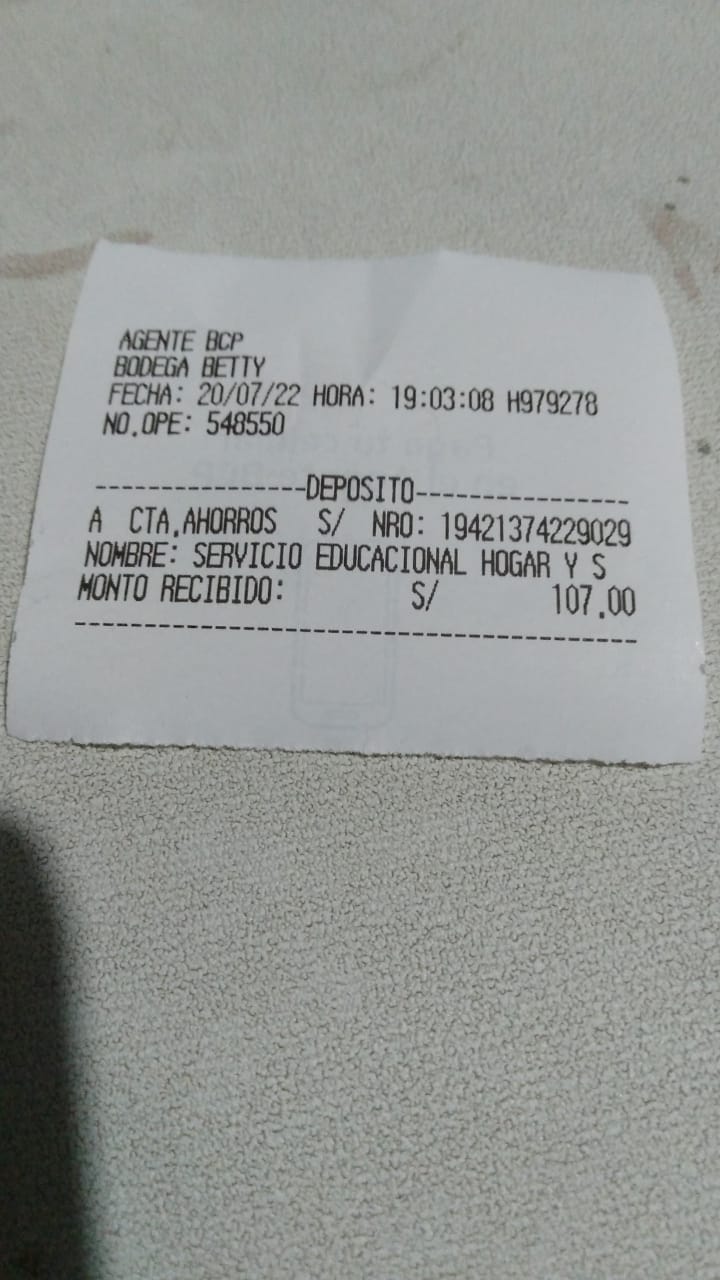 AGENTE BCP
BODEGA BETTY
FECHA: 20/07/22 HORA: 19:03:08 H979278
NO.OPE: 548550
-----------------DEPOSITO-----------------
A CTA.AHORROS S/ NRO: 19421374229029
NOMBRE: SERVICIO EDUCACIONAL HOGAR Y S
MONTO RECIBIDO: S/ 107.00